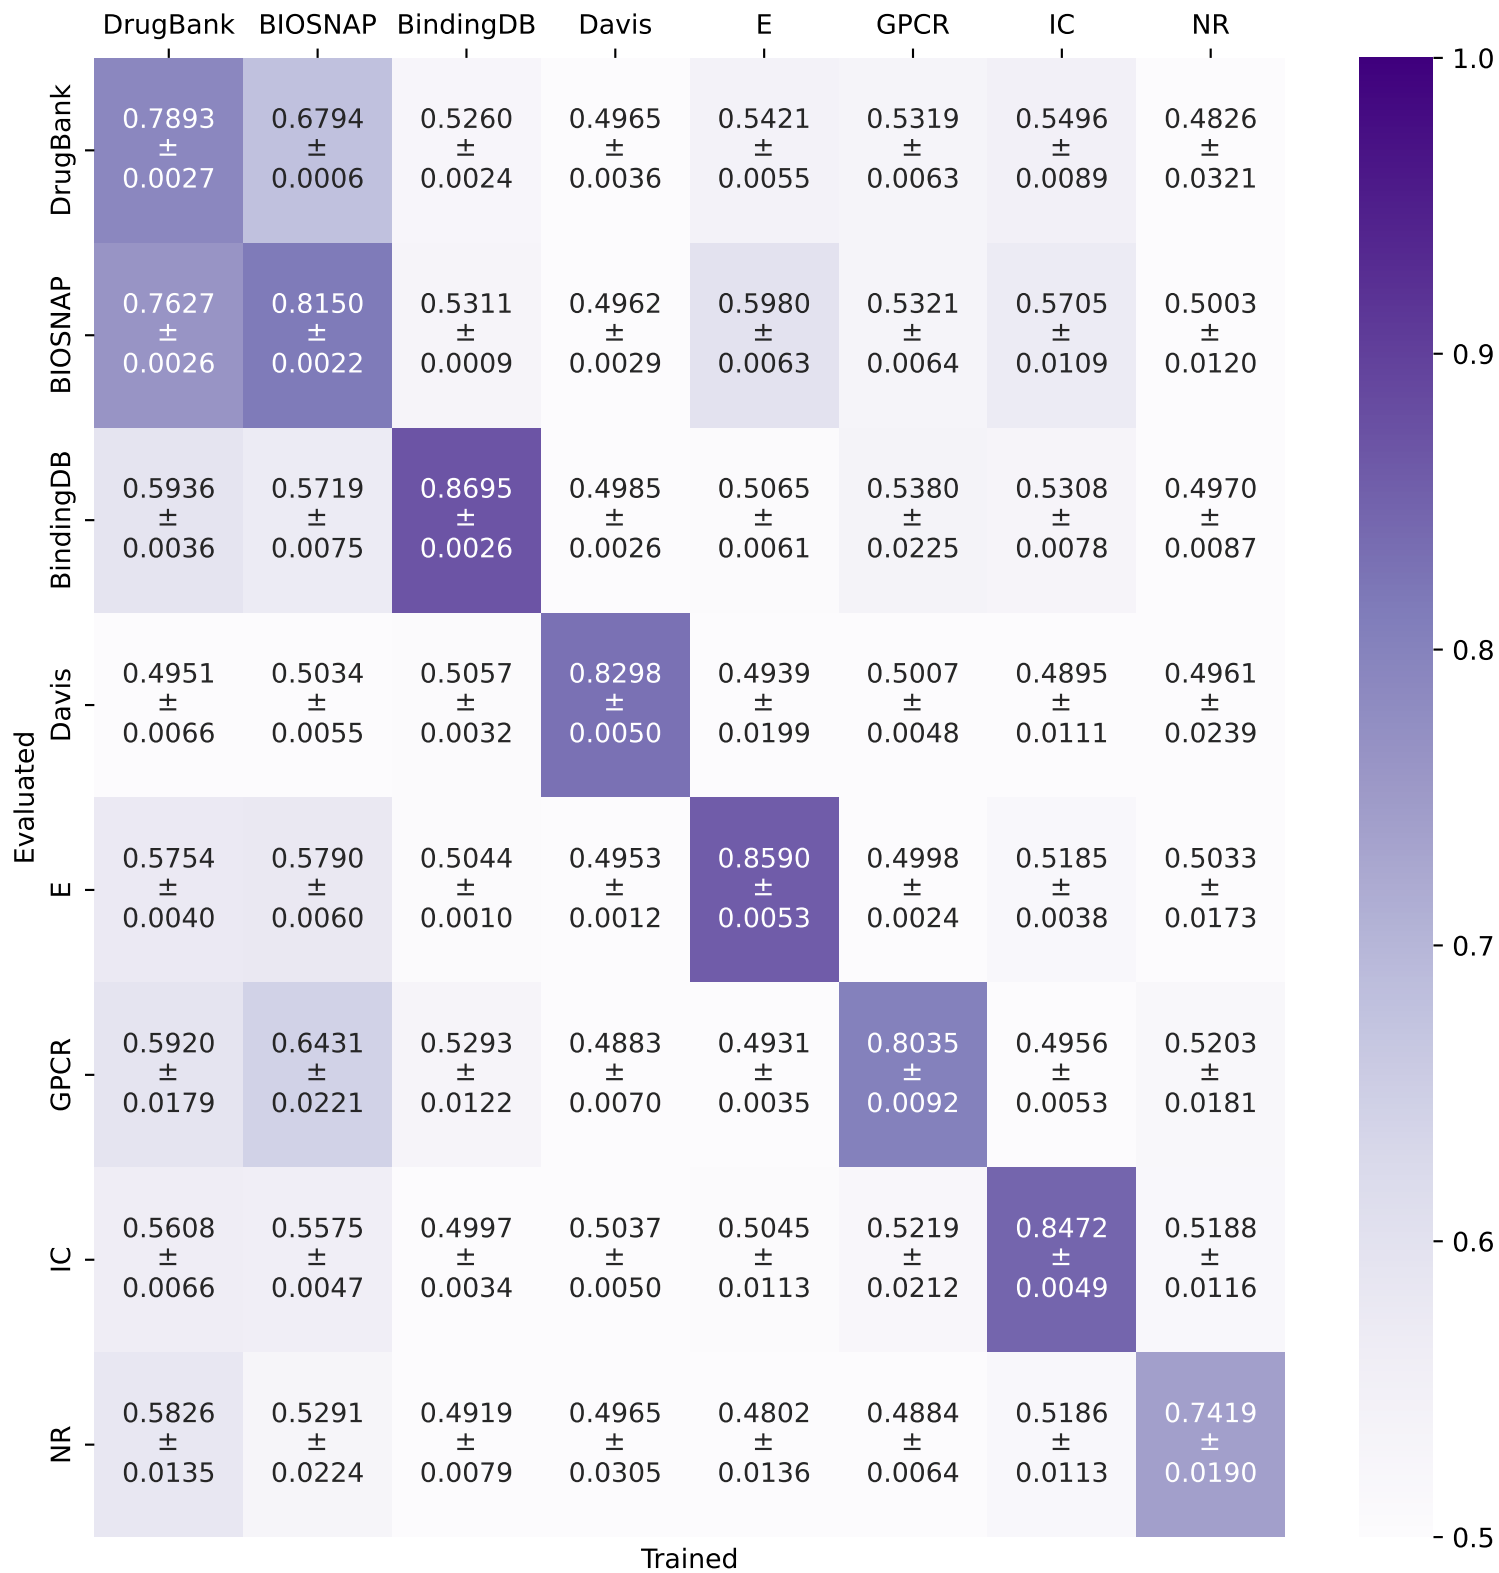 DrugBank BIOSNAP BindingDB Davis E GPCR IC NR
1.0
DrugBank
0.7893 0.6794 0.5260 0.4965 0.5421 0.5319 0.5496 0.4826
± ± ± ± ± ± ± ±
0.0027 0.0006 0.0024 0.0036 0.0055 0.0063 0.0089 0.0321
BIOSNAP
0.7627 0.8150 0.5311 0.4962 0.5980 0.5321 0.5705 0.5003
± ± ± ± ± ± ± ±
0.0026 0.0022 0.0009 0.0029 0.0063 0.0064 0.0109 0.0120
0.9
BindingDB
0.5936 0.5719 0.8695 0.4985 0.5065 0.5380 0.5308 0.4970
± ± ± ± ± ± ± ±
0.0036 0.0075 0.0026 0.0026 0.0061 0.0225 0.0078 0.0087
0.8
Davis
0.4951 0.5034 0.5057 0.8298 0.4939 0.5007 0.4895 0.4961
± ± ± ± ± ± ± ±
0.0066 0.0055 0.0032 0.0050 0.0199 0.0048 0.0111 0.0239
Evaluated
E
0.5754 0.5790 0.5044 0.4953 0.8590 0.4998 0.5185 0.5033
± ± ± ± ± ± ± ±
0.0040 0.0060 0.0010 0.0012 0.0053 0.0024 0.0038 0.0173
0.7
GPCR
0.5920 0.6431 0.5293 0.4883 0.4931 0.8035 0.4956 0.5203
± ± ± ± ± ± ± ±
0.0179 0.0221 0.0122 0.0070 0.0035 0.0092 0.0053 0.0181
IC
0.5608 0.5575 0.4997 0.5037 0.5045 0.5219 0.8472 0.5188
± ± ± ± ± ± ± ±
0.0066 0.0047 0.0034 0.0050 0.0113 0.0212 0.0049 0.0116
0.6
NR
0.5826 0.5291 0.4919 0.4965 0.4802 0.4884 0.5186 0.7419
± ± ± ± ± ± ± ±
0.0135 0.0224 0.0079 0.0305 0.0136 0.0064 0.0113 0.0190
0.5
Trained